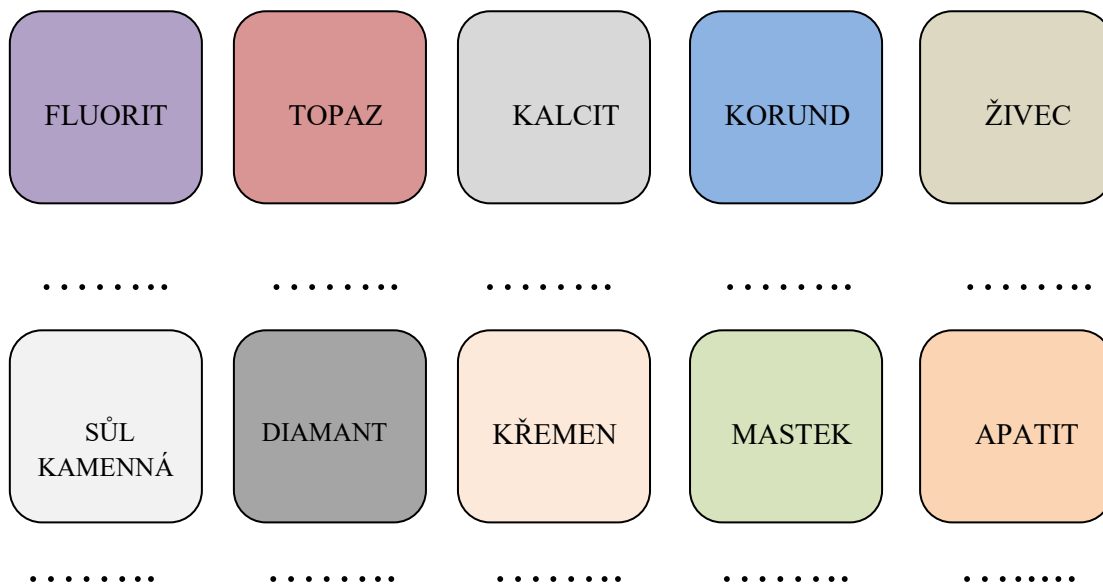 FLUORIT
TOPAZ
KALCIT
KORUND
ŽIVEC
. . . . . . . .
. . . . . . . .
. . . . . . . .
. . . . . . . .
. . . . . . . .
SŮL
KAMENNÁ
DIAMANT
KŘEMEN
MASTEK
APATIT
. . . . . . . .
. . . . . . . .
. . . . . . . .
. . . . . . . .
. . . . . . . .